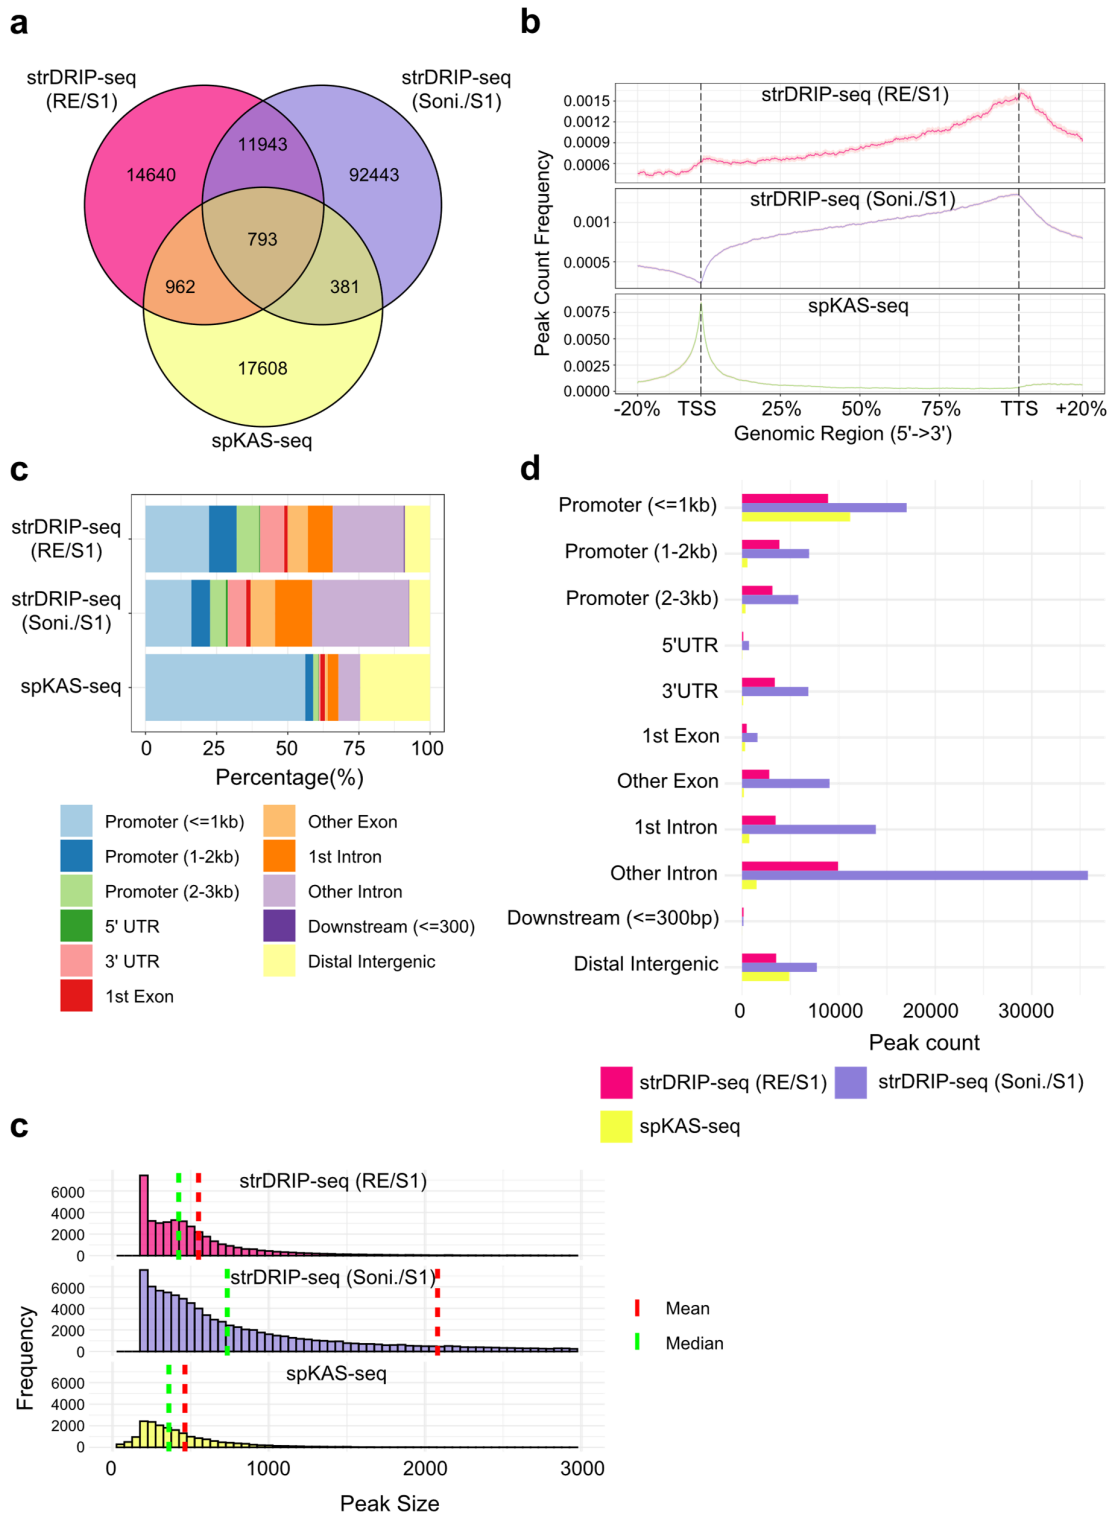 a
strDRIP-seq
(RE/S1)
strDRIP-seq
(Soni./S1)
11943
14640
92443
793
962
381
17608
spKAS-seq
b
Peak Count Frequency
strDRIP-seq (RE/S1)
0.0015
0.0012
0.0009
0.0006
strDRIP-seq (Soni./S1)
0.001
0.0005
spKAS-seq
0.0075
0.0050
0.0025
0.0000
-20% TSS 25% 50% 75% TTS +20%
Genomic Region (5'->3')
c
strDRIP-seq
(RE/S1)
strDRIP-seq
(Soni./S1)
spKAS-seq
0 25 50 75 100
Percentage(%)
Promoter (<=1kb)
Promoter (1-2kb)
Promoter (2-3kb)
5' UTR
3' UTR
1st Exon
Other Exon
1st Intron
Other Intron
Downstream (<=300)
Distal Intergenic
d
Promoter (<=1kb)
Promoter (1-2kb)
Promoter (2-3kb)
5'UTR
3'UTR
1st Exon
Other Exon
1st Intron
Other Intron
Downstream (<=300bp)
Distal Intergenic
0 10000 20000 30000
Peak count
strDRIP-seq (RE/S1)
strDRIP-seq (Soni./S1)
spKAS-seq
c
Frequency
strDRIP-seq (RE/S1)
6000
4000
2000
0
strDRIP-seq (Soni./S1)
6000
4000
2000
0
spKAS-seq
6000
4000
2000
0
0 1000 2000 3000
Peak Size
Mean
Median